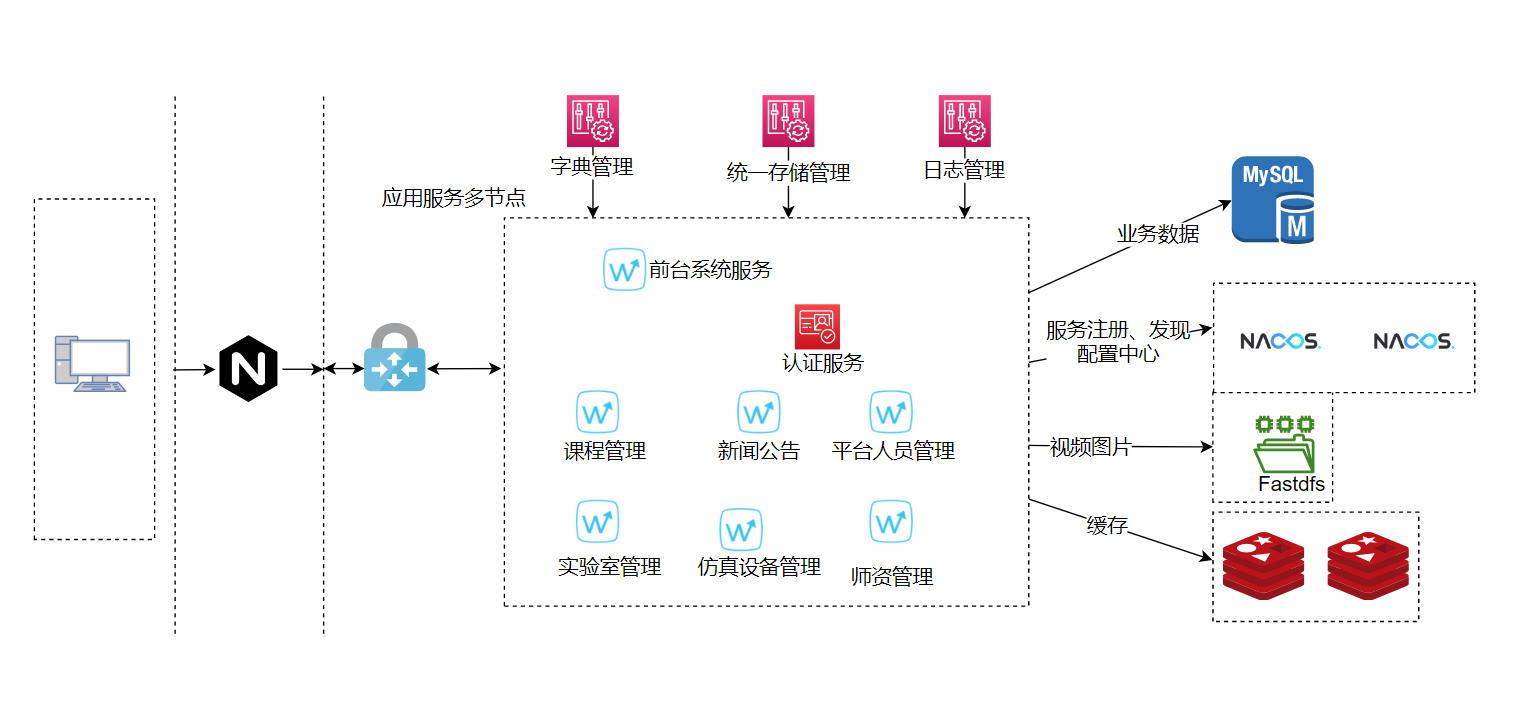 字典管理
统一存储管理
日志管理
应用服务多节点
MySQL
M
业务数据
前台系统服务
认证服务
服务注册、发现
配置中心
NACOS.
NACOS.
N
W
W
课程管理
W
新闻公告
W
平台人员管理
视频图片
Fastdfs
W
实验室管理
W
仿真设备管理
W
师资管理
缓存